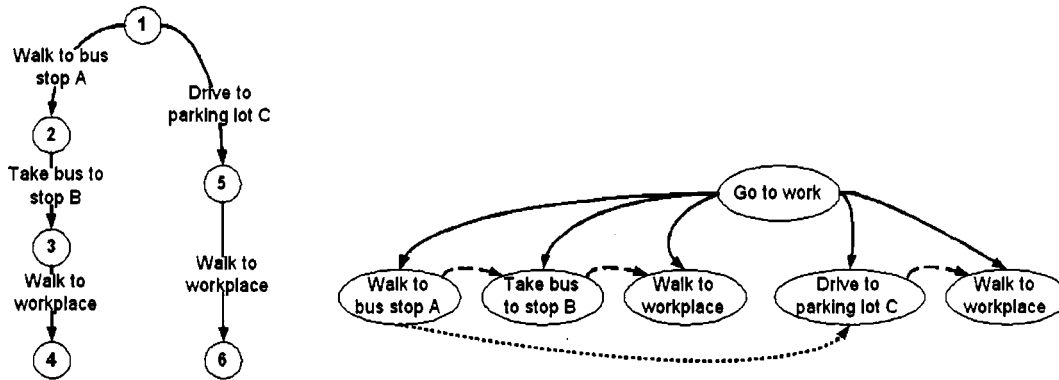 1
Walk to bus
stop A
Drive to
parking lot C
2
Take bus to
stop B
5
3
Walk to
workplace
Walk to
workplace
4
6
Go to work
Walk to
bus stop A
Take bus
to stop B
Walk to
workplace
Drive to
parking lot C
Walk to
workplace